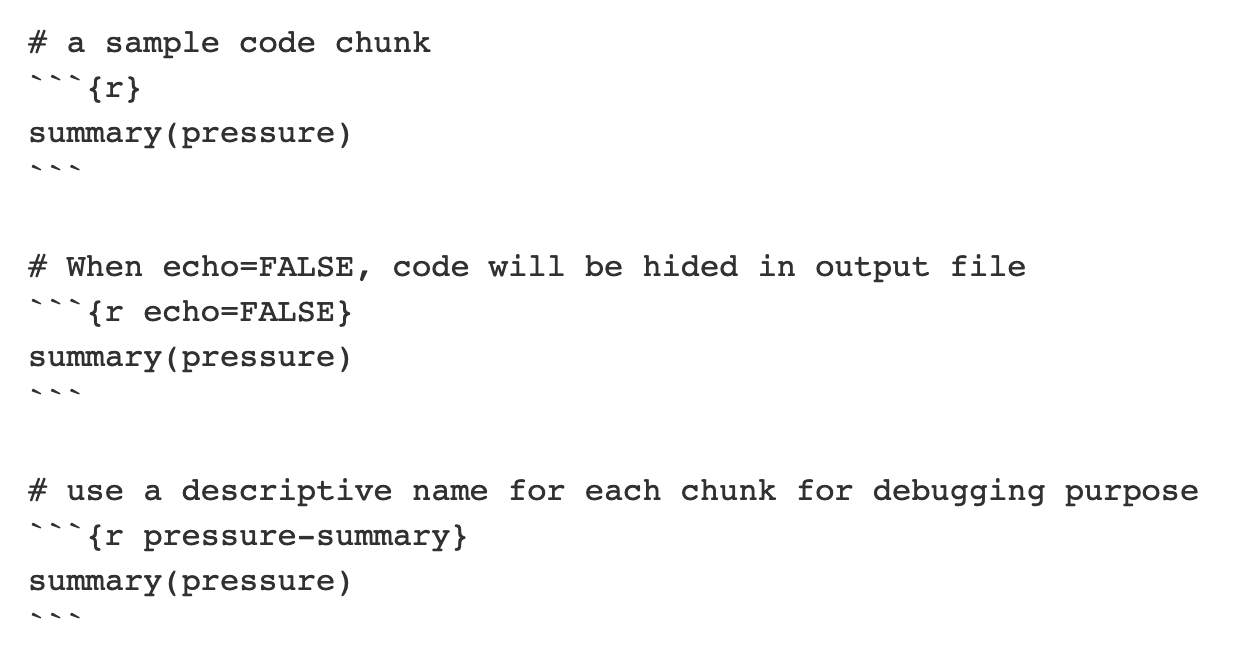 # a sample code chunk
```{r}
summary(pressure)
```
# When echo=FALSE, code will be hided in output file
```{r echo=FALSE}
summary(pressure)
```
# use a descriptive name for each chunk for debugging purpose
```{r pressure-summary}
summary(pressure)
```